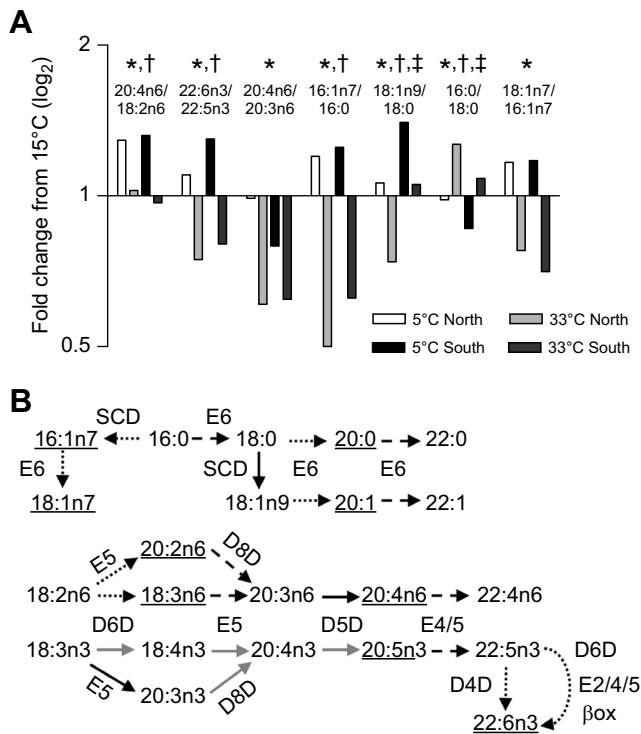 A
2
*,† *,† * *,† *,†,‡ *,†,‡ *
20:4n6/ 22:6n3/ 20:4n6/ 16:1n7/ 18:1n9/ 16:0/ 18:1n7/
18:2n6 22:5n3 20:3n6 16:0 18:0 18:0 16:1n7
Fold change from 15°C (log2)
1
0.5
5°C North 33°C North
5°C South 33°C South
B
SCD E6
16:1n7 16:0 18:0 20:0 22:0
E6 SCD E6 E6
18:1n7 18:1n9 20:1 22:1
E5 20:2n6 D8D
18:2n6 18:3n6 20:3n6 20:4n6 22:4n6
D6D E5 D5D E4/5
18:3n3 18:4n3 20:4n3 20:5n3 22:5n3 D6D
E5 20:3n3 D8D D4D E2/4/5
βox
22:6n3